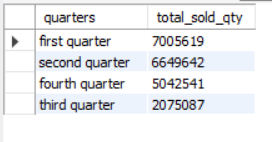 quarters total_sold_qty
first quarter 7005619
second quarter 6649642
fourth quarter 5042541
third quarter 2075087